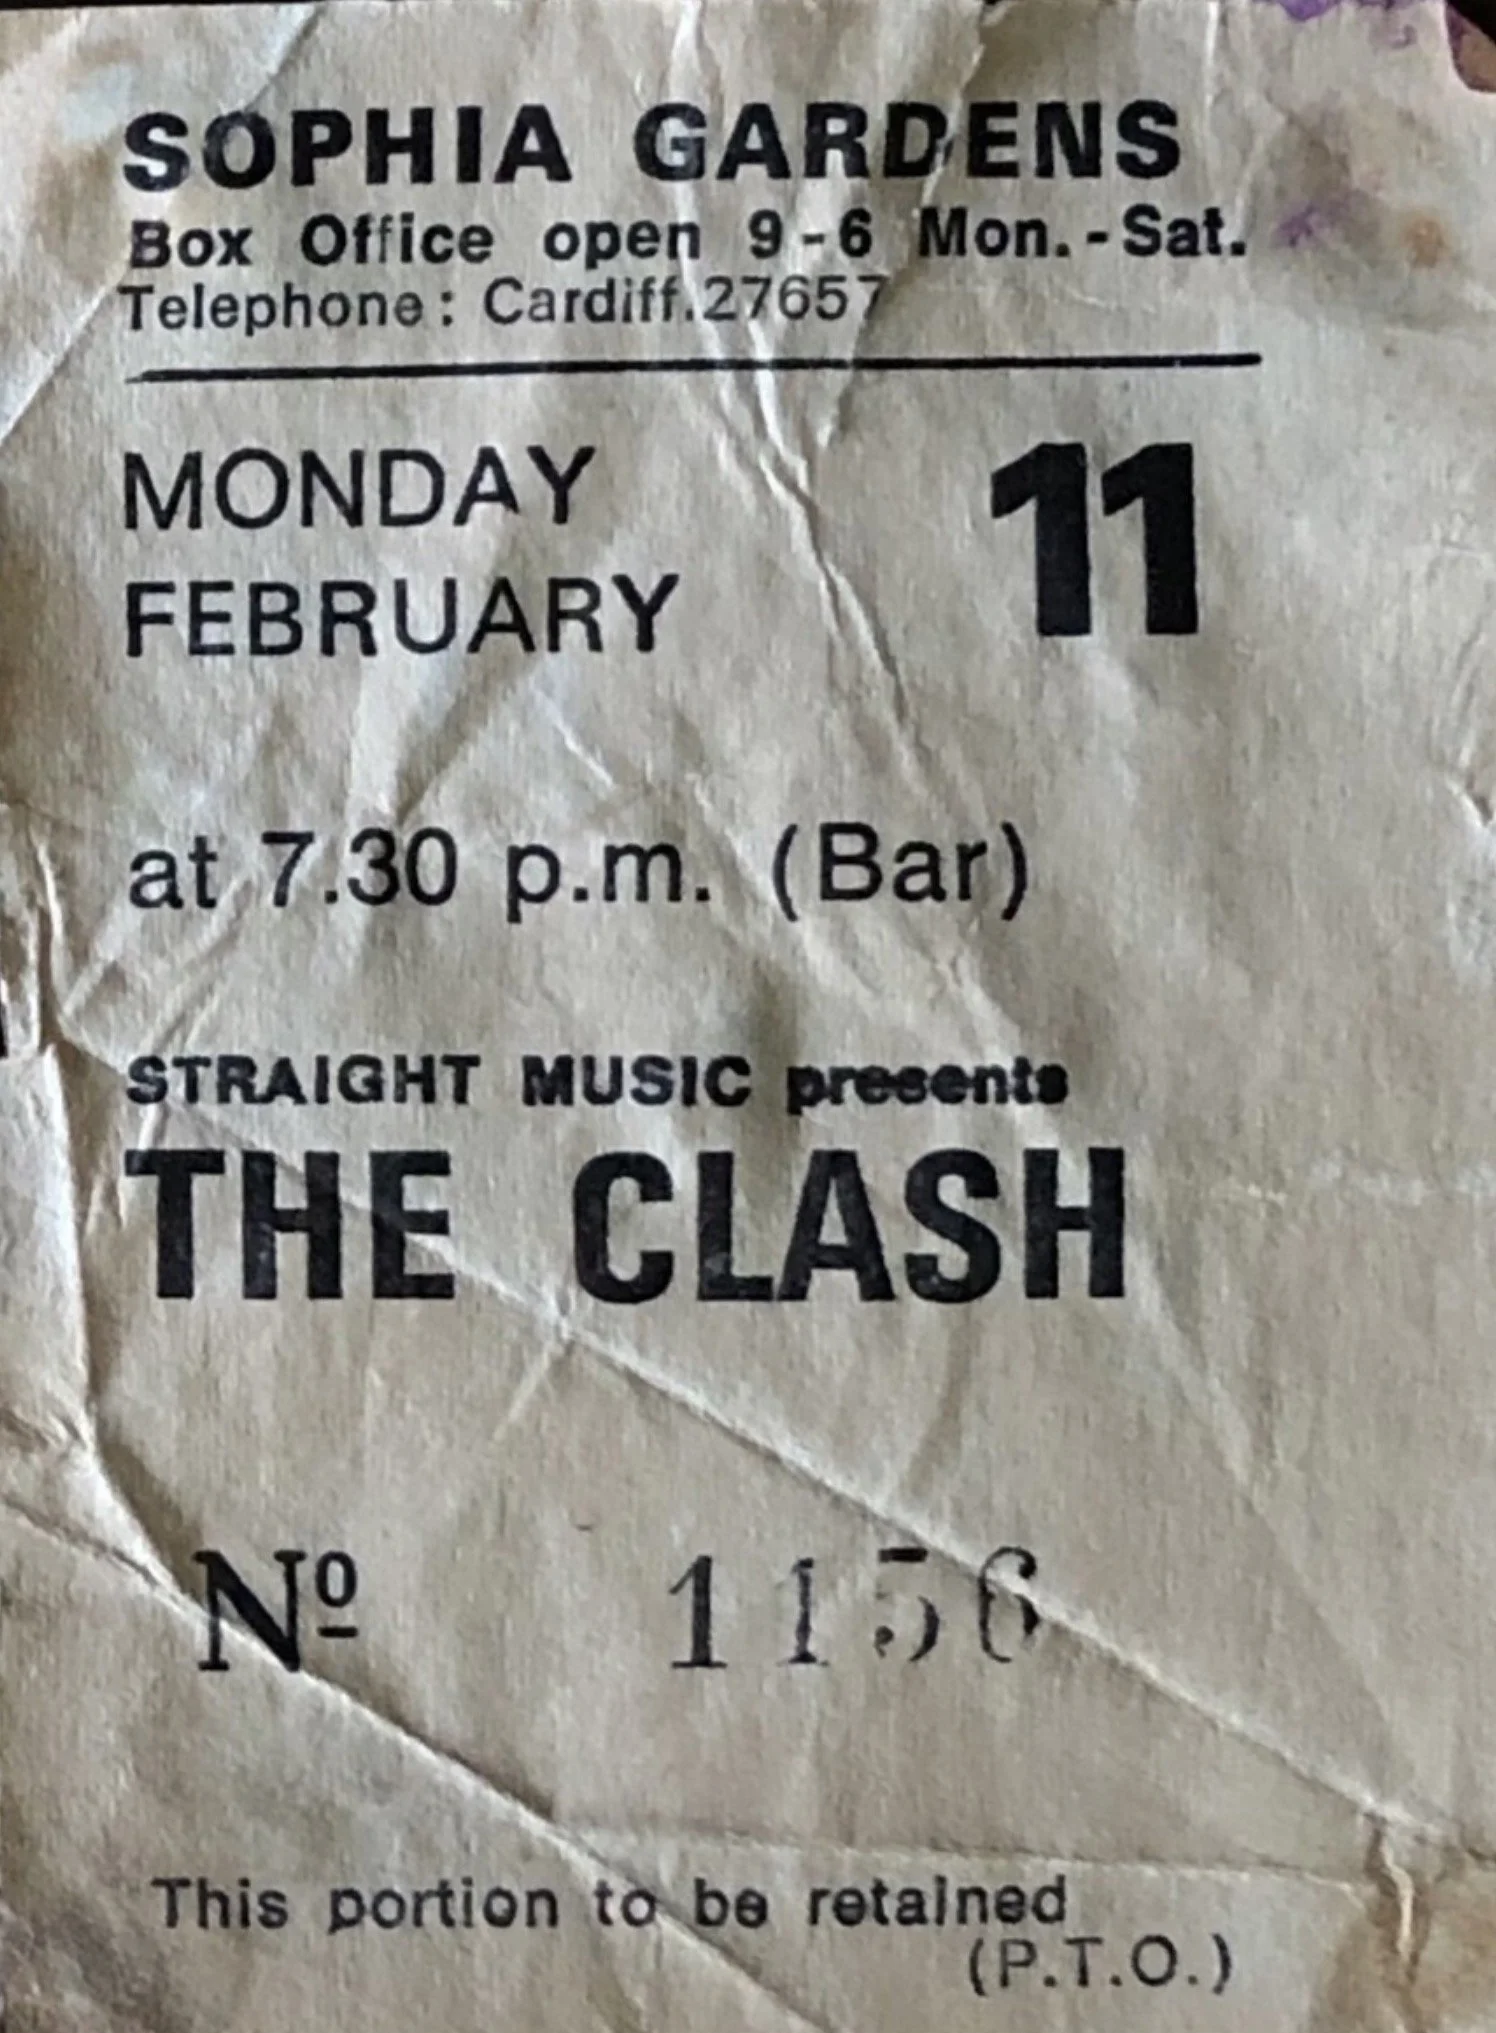 SOPHIA GARDENS
Box Office open 9-6 Mon.-Sat.
Telephone: Cardiff.27657
MONDAY 11
FEBRUARY
at 7.30 p.m. (Bar)
STRAIGHT MUSIC presents
THE CLASH
Nº 1156
This portion to be retained
(P.T.O.)